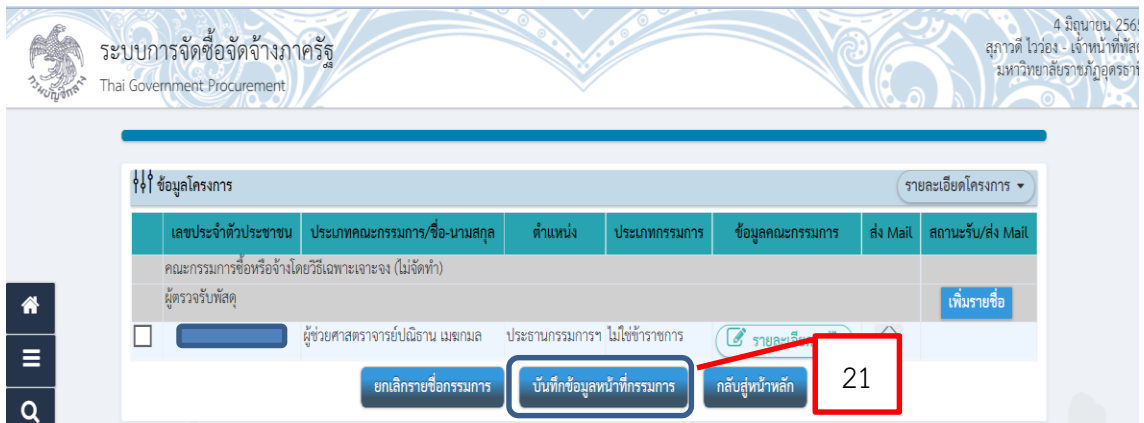 4 มิถุนายน 2565
ระบบการจัดซื้อจัดจ้างภาครัฐ
สุภาวดี ไวว่อง - เจ้าหน้าที่พัสดุ
Thai Government Procurement
มหาวิทยาลัยราชภัฏอุดรธานี
กรมบัญชีกลาง
ข้อมูลโครงการ
รายละเอียดโครงการ
เลขประจำตัวประชาชน ประเภทคณะกรรมการ/ชื่อ-นามสกุล ตำแหน่ง ประเภทกรรมการ ข้อมูลคณะกรรมการ ส่ง Mail สถานะรับ/ส่ง Mail
คณะกรรมการซื้อหรือจ้างโดยวิธีเฉพาะเจาะจง (ไม่จัดทำ)
ผู้ตรวจรับพัสดุ เพิ่มรายชื่อ
ผู้ช่วยศาสตราจารย์ปณิธาน เมฆกมล ประธานกรรมการฯ ไม่ใช่ข้าราชการ
ยกเลิกรายชื่อกรรมการ บันทึกข้อมูลหน้าที่กรรมการ กลับสู่หน้าหลัก 21